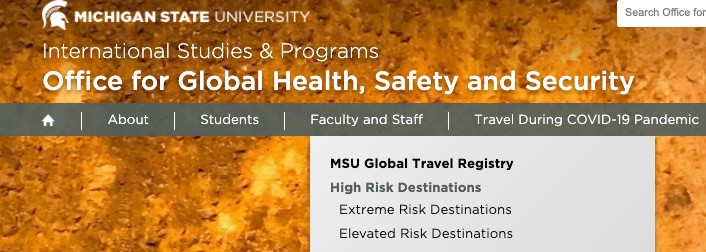 MICHIGAN STATE UNIVERSITY
Search Office for
International Studies & Programs
Office for Global Health, Safety and Security
About Students Faculty and Staff Travel During COVID-19 Pandemic
MSU Global Travel Registry
High Risk Destinations
Extreme Risk Destinations
Elevated Risk Destinations